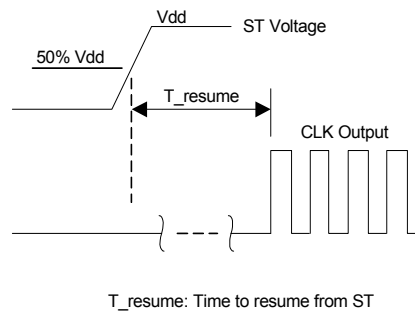 Vdd
ST Voltage
50% Vdd
T_resume
CLK Output
T_resume: Time to resume from ST